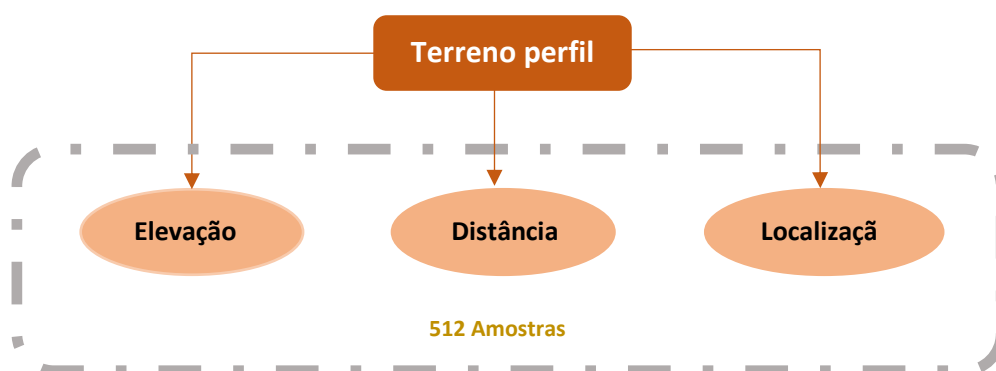 Terreno perfil
Elevação
Distância
Localizaçã
512 Amostras